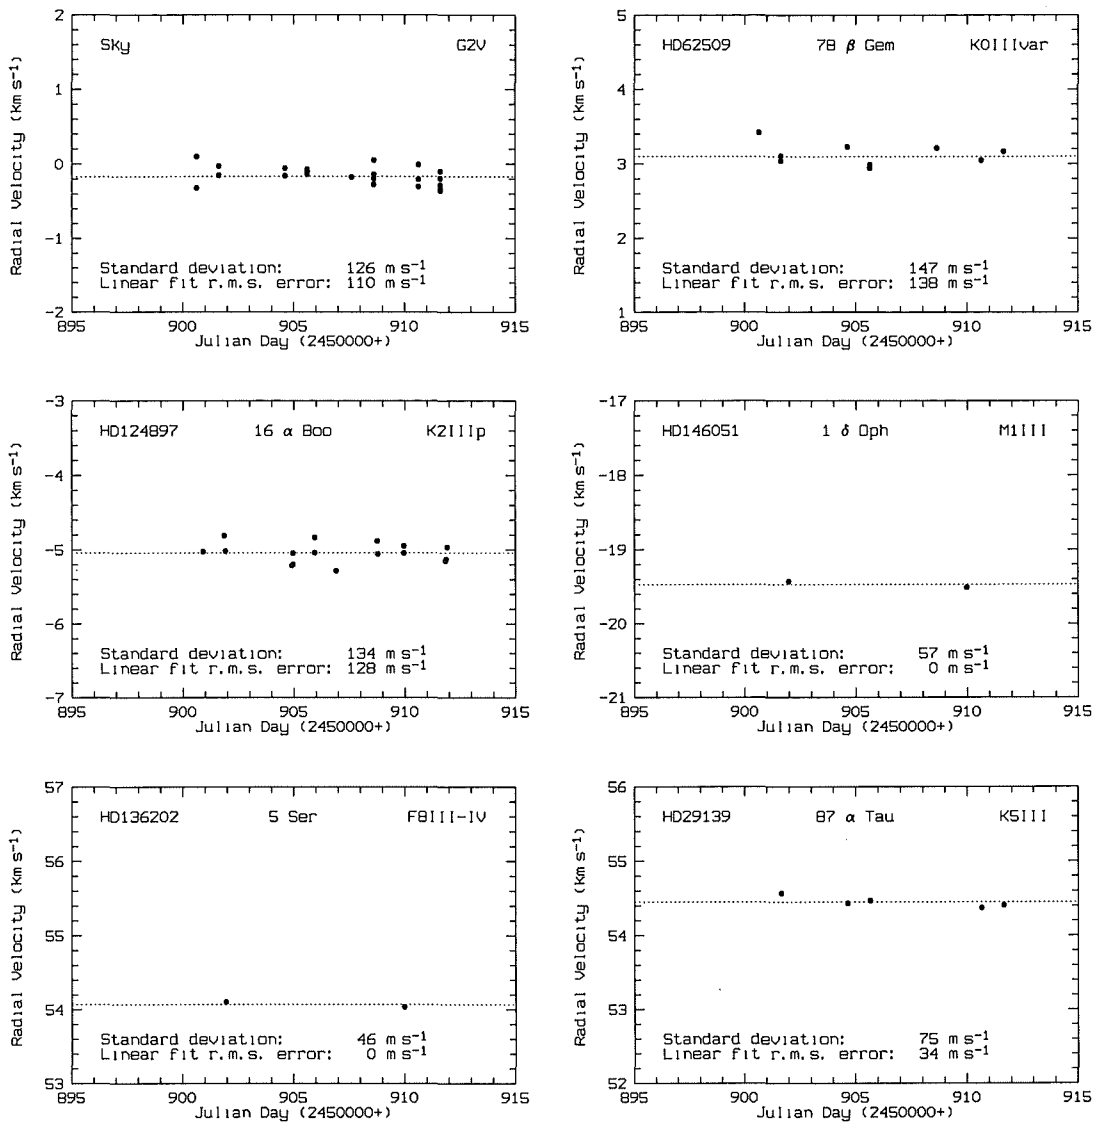 2
1
0
-1
-2
Radial Velocity (km s⁻¹)
Sky G2V
Standard deviation: 126 m s⁻¹
Linear fit r.m.s. error: 110 m s⁻¹
895 900 905 910 915
Julian Day (2450000+)
5
4
3
2
1
Radial Velocity (km s⁻¹)
HD62509 78 β Gem K0IIIvar
Standard deviation: 147 m s⁻¹
Linear fit r.m.s. error: 138 m s⁻¹
895 900 905 910 915
Julian Day (2450000+)
-3
-4
-5
-6
-7
Radial Velocity (km s⁻¹)
HD124897 16 α Boo K2IIIp
Standard deviation: 134 m s⁻¹
Linear fit r.m.s. error: 128 m s⁻¹
895 900 905 910 915
Julian Day (2450000+)
-17
-18
-19
-20
-21
Radial Velocity (km s⁻¹)
HD146051 1 δ Oph M1III
Standard deviation: 57 m s⁻¹
Linear fit r.m.s. error: 0 m s⁻¹
895 900 905 910 915
Julian Day (2450000+)
57
56
55
54
53
Radial Velocity (km s⁻¹)
HD136202 5 Ser F8III-IV
Standard deviation: 46 m s⁻¹
Linear fit r.m.s. error: 0 m s⁻¹
895 900 905 910 915
Julian Day (2450000+)
56
55
54
53
52
Radial Velocity (km s⁻¹)
HD29139 87 α Tau K5III
Standard deviation: 75 m s⁻¹
Linear fit r.m.s. error: 34 m s⁻¹
895 900 905 910 915
Julian Day (2450000+)